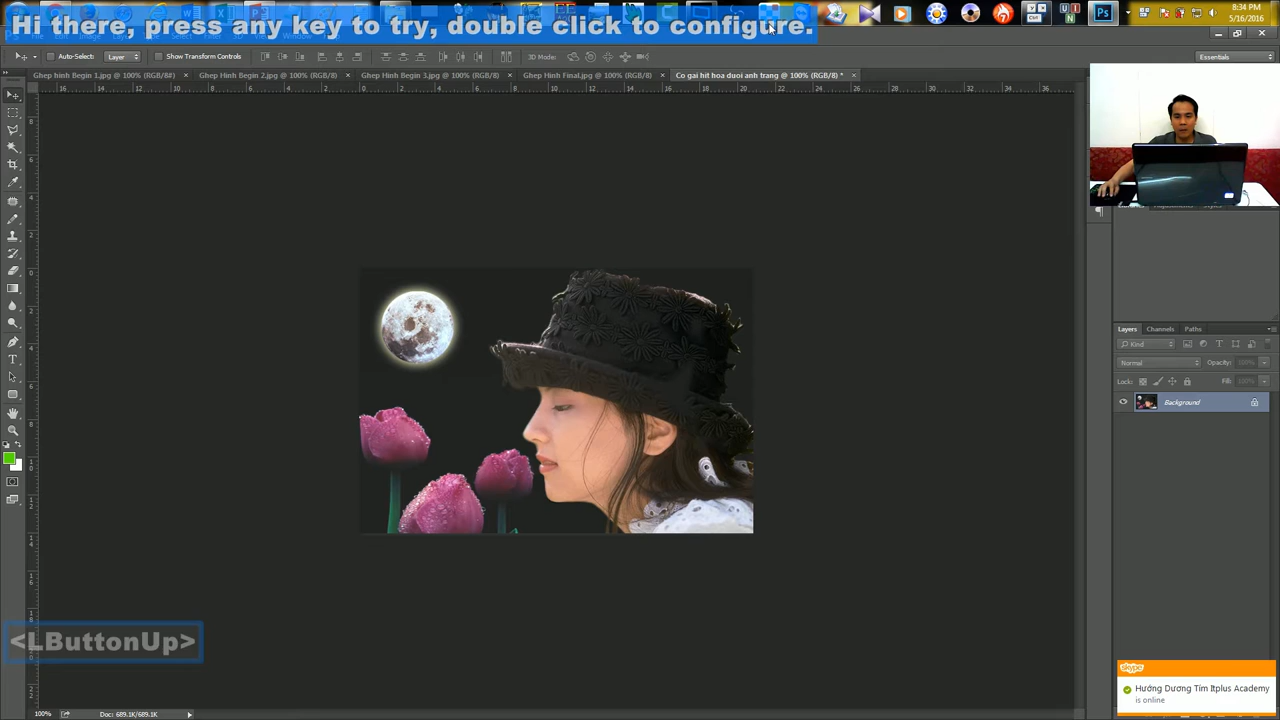 Hi there, press any key to try, double click to configure.
8:34 PM
5/16/2016
Auto-Select:
Layer
Show Transform Controls
3D Mode:
Essentials
Ghep hinh Begin 1.jpg @ 100% (RGB/8#)
Ghep Hinh Begin 2.jpg @ 100% (RGB/8)
Ghep Hinh Begin 3.jpg @ 100% (RGB/8)
Ghep Hinh Final.jpg @ 100% (RGB/8)
Co gai hit hoa duoi anh trang @ 100% (RGB/8) *
Layers
Channels
Paths
Kind
Normal
Opacity:
100%
Lock:
Fill:
100%
Background
<LButtonUp>
skype
Hướng Dương Tím Itplus Academy
is online
100%
Doc: 689.1K/689.1K